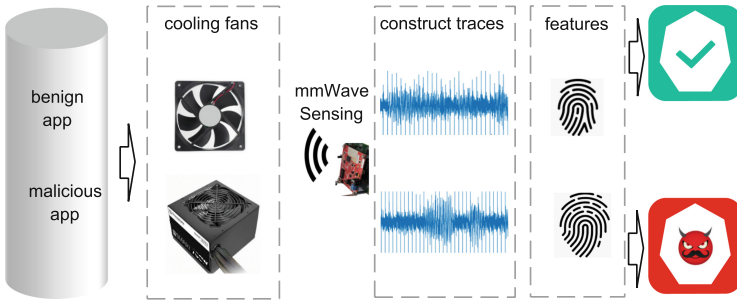 cooling fans
construct traces
features
benign
app
mmWave
Sensing
malicious
app